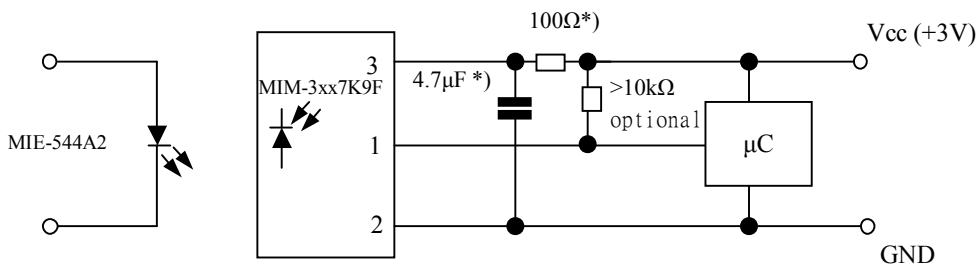 100Ω*)
Vcc (+3V)
3
MIM-3xx7K9F
4.7μF *)
>10kΩ
optional
MIE-544A2
1
μC
2
GND